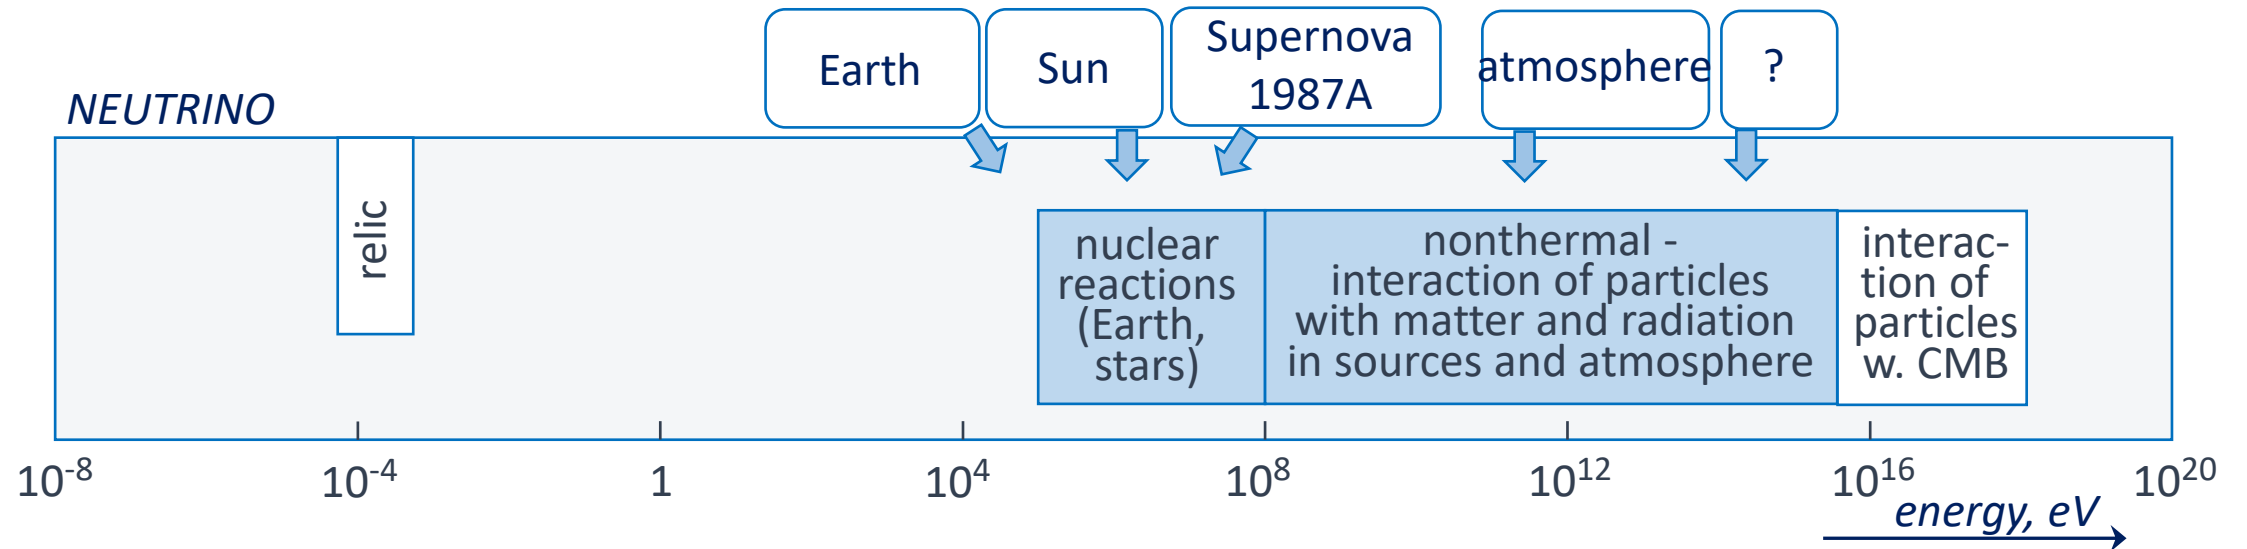 Earth
Sun
Supernova
1987A
atmosphere
?
NEUTRINO
relic
nuclear
reactions
(Earth,
stars)
nonthermal -
interaction of particles
with matter and radiation
in sources and atmosphere
interac-
tion of
particles
w. CMB
10⁻⁸ 10⁻⁴ 1 10⁴ 10⁸ 10¹² 10¹⁶ 10²⁰
energy, eV